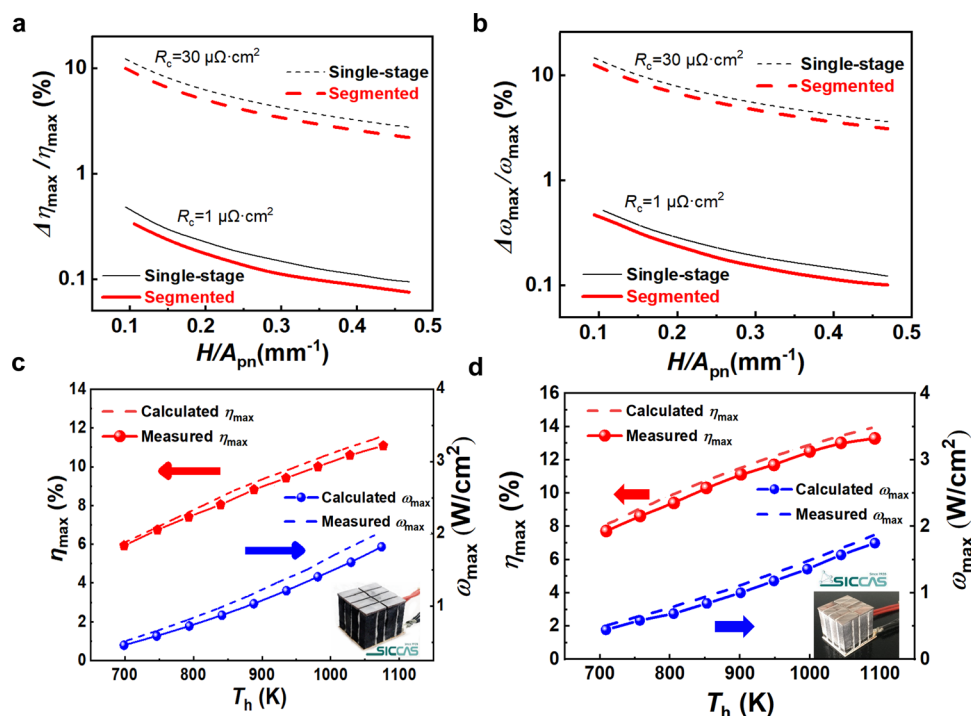 a
Δη_max/η_max (%)
10
1
0.1
R_c=30 μΩ·cm²
Single-stage
Segmented
R_c=1 μΩ·cm²
Single-stage
Segmented
0.1 0.2 0.3 0.4 0.5
H/A_pn(mm⁻¹)
b
Δω_max/ω_max (%)
10
1
0.1
R_c=30 μΩ·cm²
Single-stage
Segmented
R_c=1 μΩ·cm²
Single-stage
Segmented
0.1 0.2 0.3 0.4 0.5
H/A_pn(mm⁻¹)
c
η_max (%)
14
12
10
8
6
4
2
0
Calculated η_max
Measured η_max
Calculated ω_max
Measured ω_max
4
3
2
1
0
ω_max (W/cm²)
SICCAS
700 800 900 1000 1100
T_h (K)
d
η_max (%)
16
14
12
10
8
6
4
2
0
Calculated η_max
Measured η_max
Calculated ω_max
Measured ω_max
4
3
2
1
0
ω_max (W/cm²)
SICCAS
700 800 900 1000 1100
T_h (K)